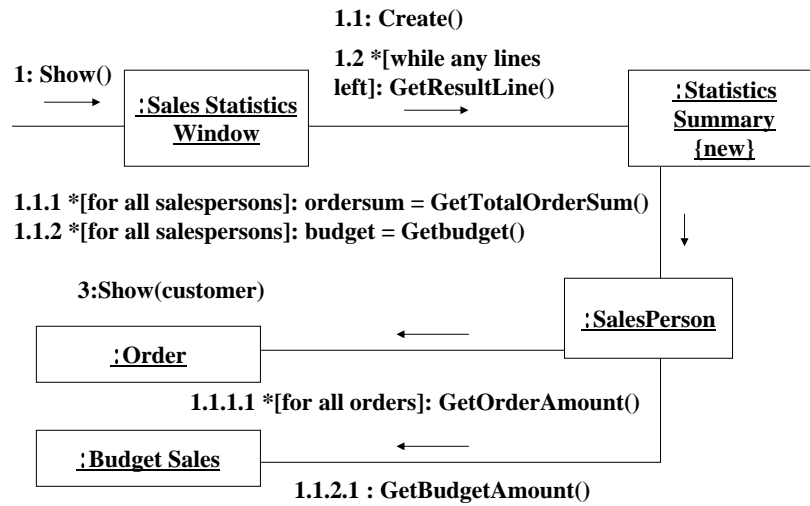 1.1: Create()
1.2 *[while any lines
left]: GetResultLine()
1: Show()
:Sales Statistics
Window
:Statistics
Summary
{new}
1.1.1 *[for all salespersons]: ordersum = GetTotalOrderSum()
1.1.2 *[for all salespersons]: budget = Getbudget()
3:Show(customer)
:SalesPerson
:Order
1.1.1.1 *[for all orders]: GetOrderAmount()
:Budget Sales
1.1.2.1 : GetBudgetAmount()